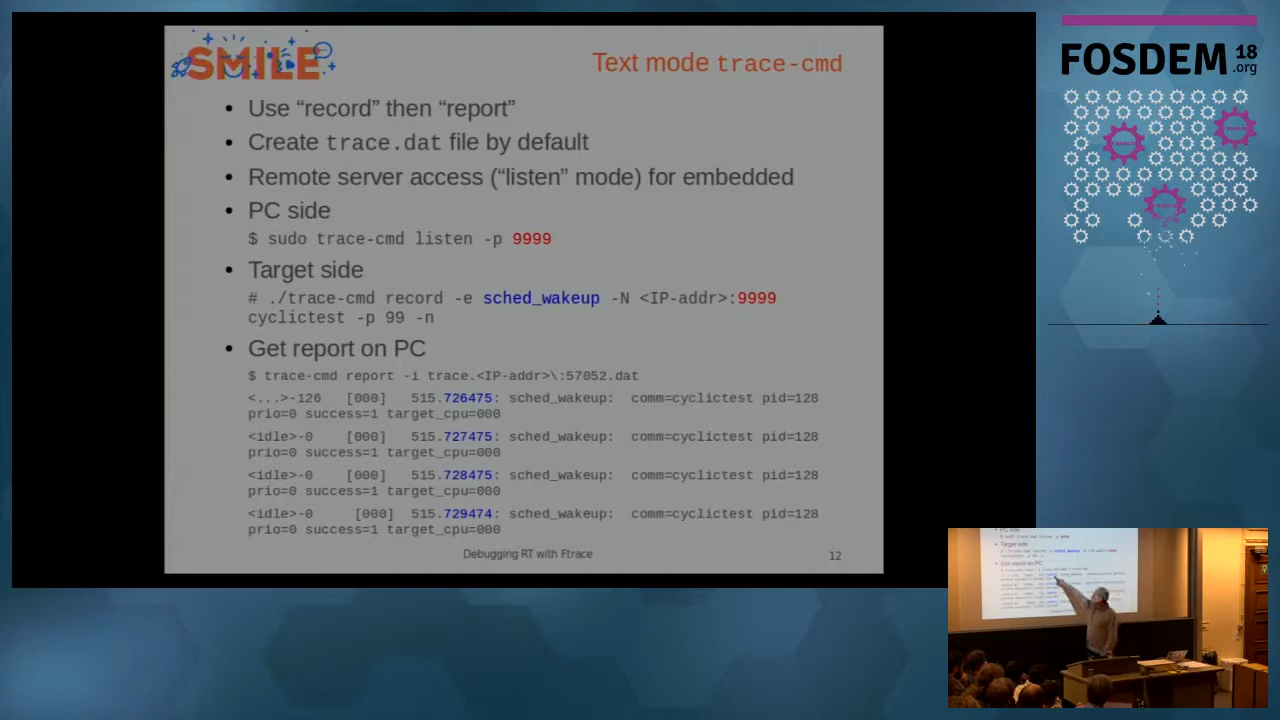 SMILE
Text mode trace-cmd
• Use “record” then “report”
• Create trace.dat file by default
• Remote server access (“listen” mode) for embedded
• PC side
$ sudo trace-cmd listen -p 9999
• Target side
# ./trace-cmd record -e sched_wakeup -N <IP-addr>:9999
cyclictest -p 99 -n
• Get report on PC
$ trace-cmd report -i trace.<IP-addr>\:57052.dat
<...>-126 [000] 515.726475: sched_wakeup: comm=cyclictest pid=128
prio=0 success=1 target_cpu=000
<idle>-0 [000] 515.727475: sched_wakeup: comm=cyclictest pid=128
prio=0 success=1 target_cpu=000
<idle>-0 [000] 515.728475: sched_wakeup: comm=cyclictest pid=128
prio=0 success=1 target_cpu=000
<idle>-0 [000] 515.729474: sched_wakeup: comm=cyclictest pid=128
prio=0 success=1 target_cpu=000
Debugging RT with Ftrace
12
FOSDEM 18
.org
Target side
Get report on PC